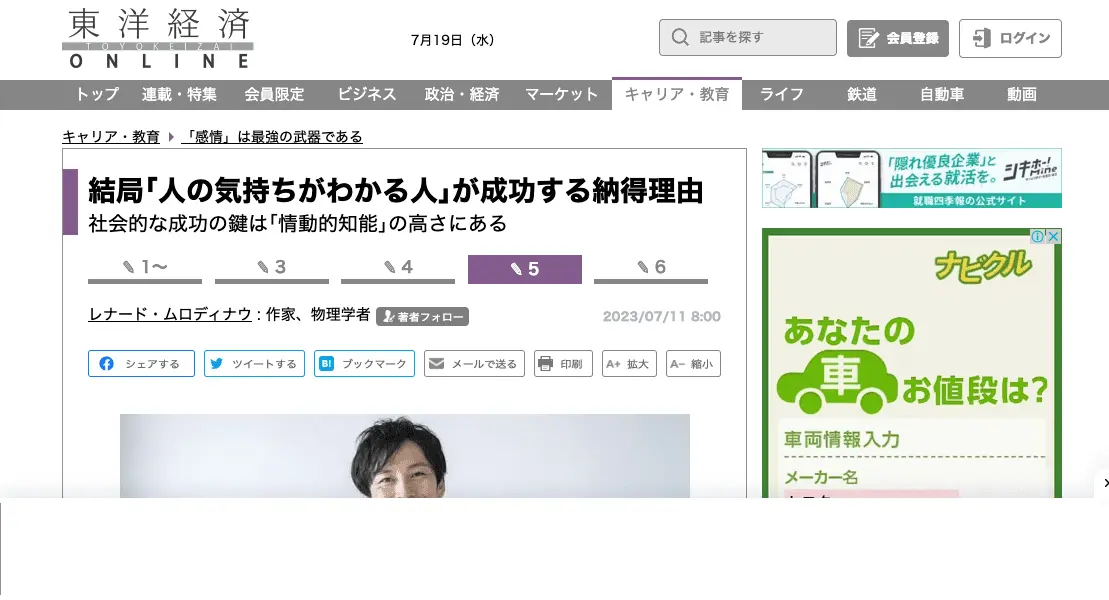 東洋経済
TOYOKEIZAI
ONLINE
7月19日（水）
記事を探す
会員登録
ログイン
トップ 連載・特集 会員限定 ビジネス 政治・経済 マーケット キャリア・教育 ライフ 鉄道 自動車 動画
キャリア・教育 「感情」は最強の武器である
結局「人の気持ちがわかる人」が成功する納得理由
社会的な成功の鍵は「情動的知能」の高さにある
1〜 3 4 5 6
レナード・ムロディナウ : 作家、物理学者 著者フォロー 2023/07/11 8:00
シェアする ツイートする B! ブックマーク メールで送る 印刷 A+ 拡大 A− 縮小
「隠れ優良企業」と
出会える就活を。
シキホー!
Mine
就職四季報の公式サイト
ナビクル
あなたの
車
お値段は?
車両情報入力
メーカー名